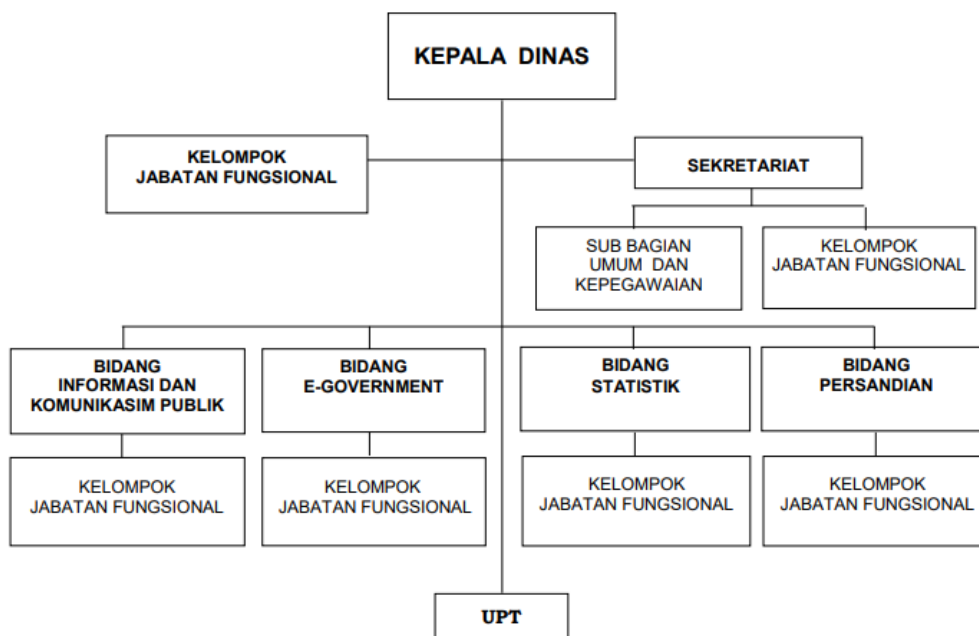 KEPALA DINAS
KELOMPOK
JABATAN FUNGSIONAL
SEKRETARIAT
SUB BAGIAN
UMUM DAN
KEPEGAWAIAN
KELOMPOK
JABATAN FUNGSIONAL
BIDANG
INFORMASI DAN
KOMUNIKASIM PUBLIK
BIDANG
E-GOVERNMENT
BIDANG
STATISTIK
BIDANG
PERSANDIAN
KELOMPOK
JABATAN FUNGSIONAL
KELOMPOK
JABATAN FUNGSIONAL
KELOMPOK
JABATAN FUNGSIONAL
KELOMPOK
JABATAN FUNGSIONAL
UPT